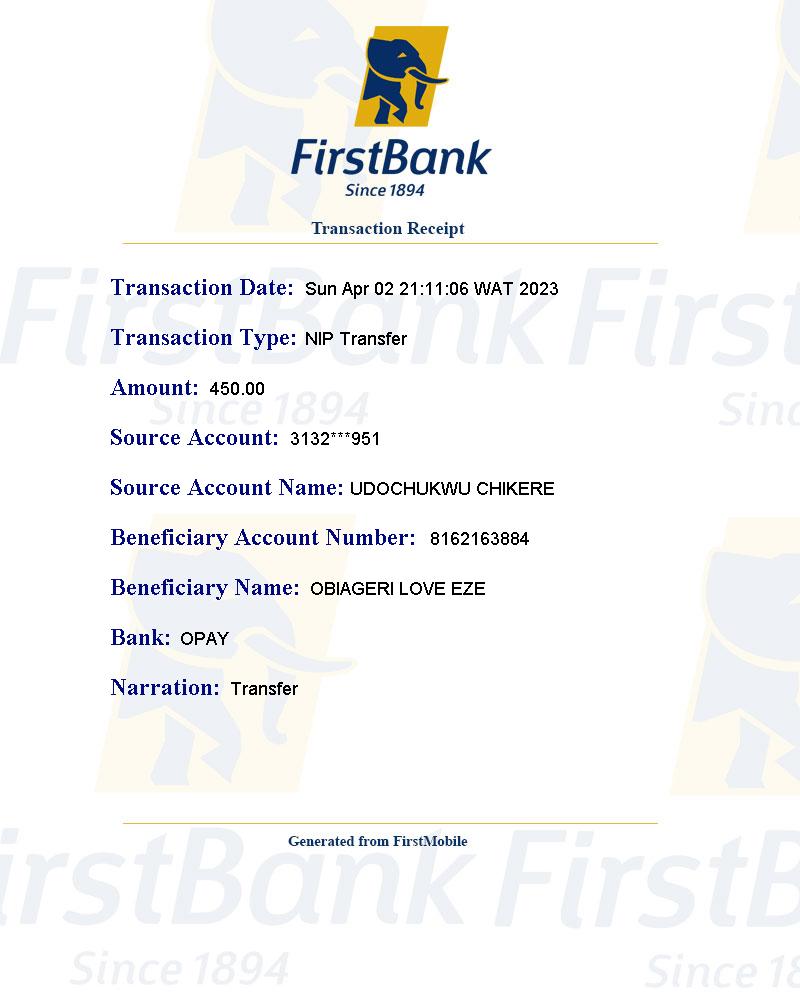 FirstBank
Since 1894
Transaction Receipt
Transaction Date: Sun Apr 02 21:11:06 WAT 2023
Transaction Type: NIP Transfer
Amount: 450.00
Source Account: 3132***951
Source Account Name: UDOCHUKWU CHIKERE
Beneficiary Account Number: 8162163884
Beneficiary Name: OBIAGERI LOVE EZE
Bank: OPAY
Narration: Transfer
Generated from FirstMobile